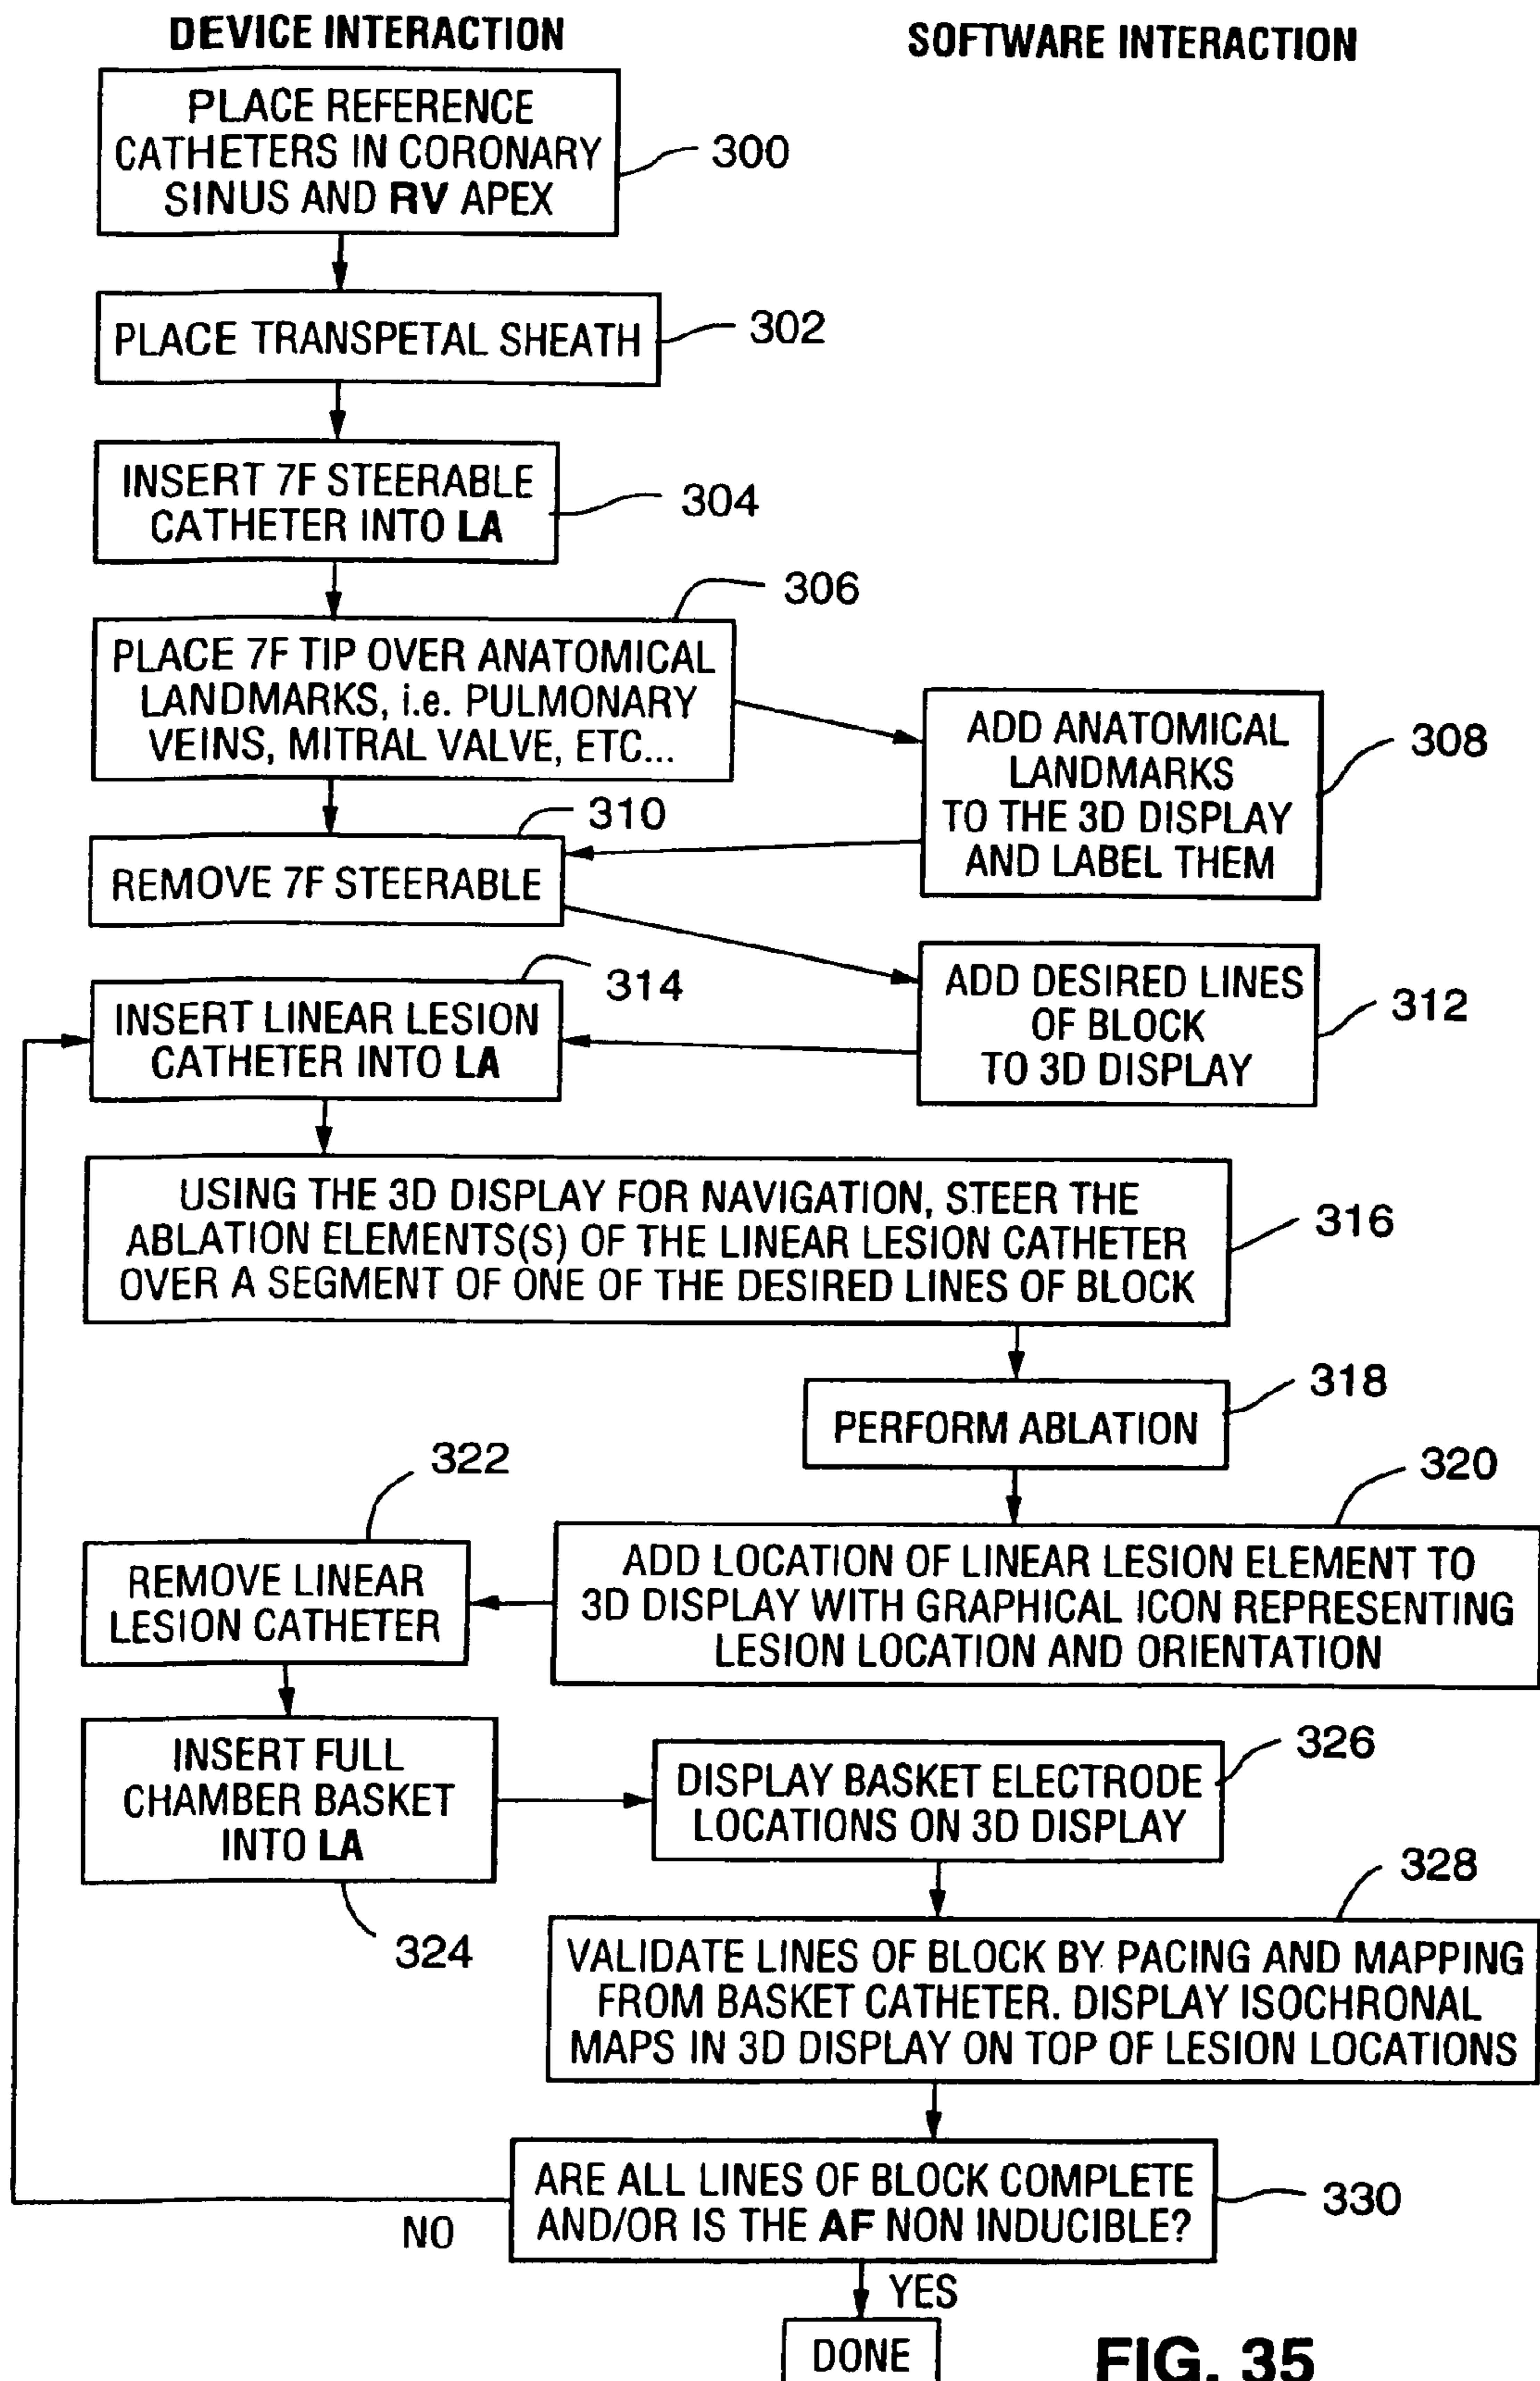 DEVICE INTERACTION
SOFTWARE INTERACTION
PLACE REFERENCE
CATHETERS IN CORONARY
SINUS AND RV APEX
300
PLACE TRANSPETAL SHEATH
302
INSERT 7F STEERABLE
CATHETER INTO LA
304
306
PLACE 7F TIP OVER ANATOMICAL
LANDMARKS, i.e. PULMONARY
VEINS, MITRAL VALVE, ETC...
ADD ANATOMICAL
LANDMARKS
TO THE 3D DISPLAY
AND LABEL THEM
308
310
REMOVE 7F STEERABLE
ADD DESIRED LINES
OF BLOCK
TO 3D DISPLAY
312
314
INSERT LINEAR LESION
CATHETER INTO LA
USING THE 3D DISPLAY FOR NAVIGATION, STEER THE
ABLATION ELEMENTS(S) OF THE LINEAR LESION CATHETER
OVER A SEGMENT OF ONE OF THE DESIRED LINES OF BLOCK
316
PERFORM ABLATION
318
320
ADD LOCATION OF LINEAR LESION ELEMENT TO
3D DISPLAY WITH GRAPHICAL ICON REPRESENTING
LESION LOCATION AND ORIENTATION
322
REMOVE LINEAR
LESION CATHETER
INSERT FULL
CHAMBER BASKET
INTO LA
324
DISPLAY BASKET ELECTRODE
LOCATIONS ON 3D DISPLAY
326
328
VALIDATE LINES OF BLOCK BY PACING AND MAPPING
FROM BASKET CATHETER. DISPLAY ISOCHRONAL
MAPS IN 3D DISPLAY ON TOP OF LESION LOCATIONS
ARE ALL LINES OF BLOCK COMPLETE
AND/OR IS THE AF NON INDUCIBLE?
330
NO
YES
DONE
FIG. 35